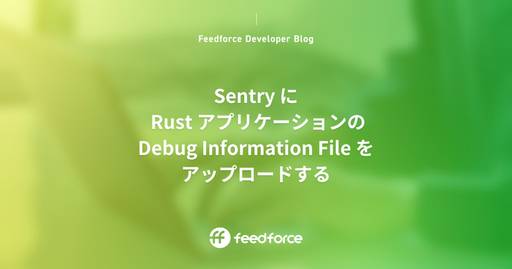 Feedforce Developer Blog
Sentry に
Rust アプリケーションの
Debug Information File を
アップロードする
feedforce